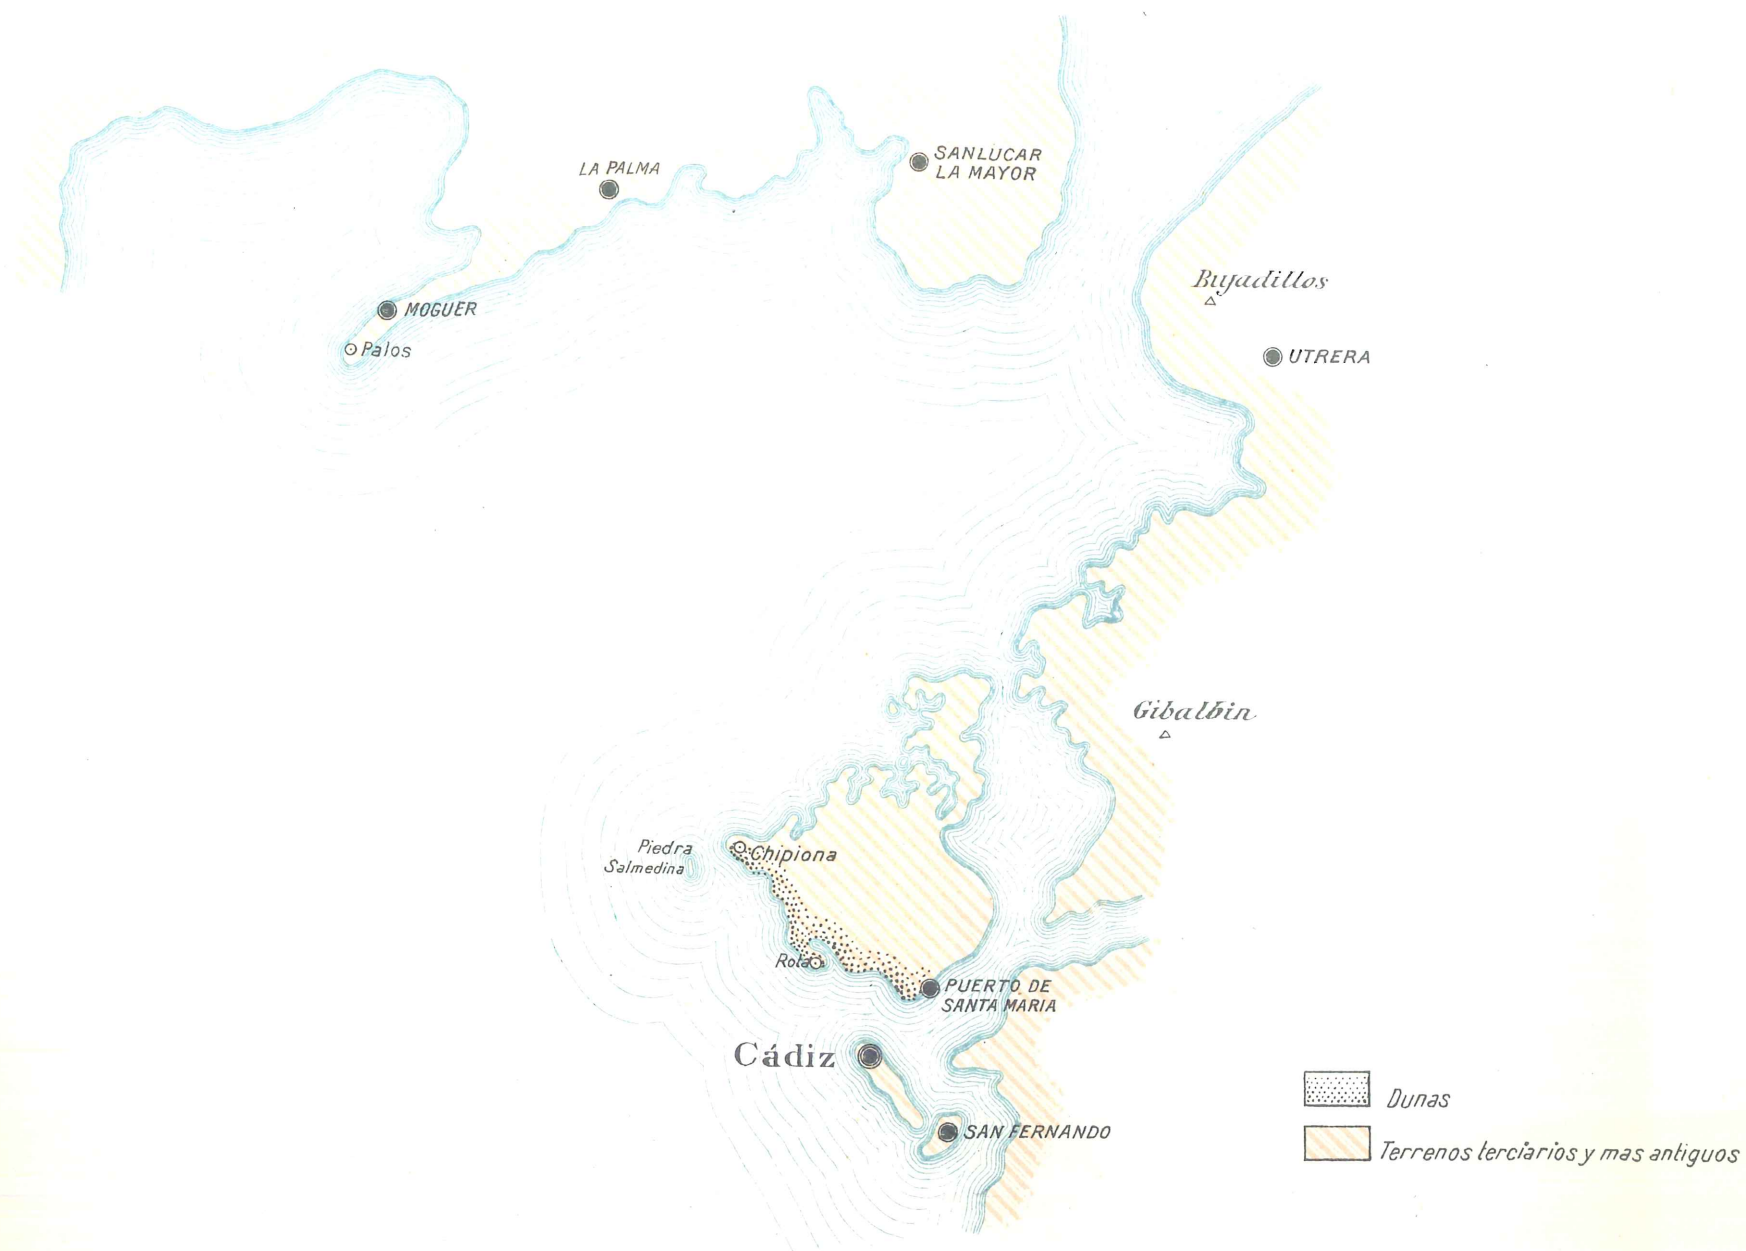 LA PALMA
SANLUCAR
LA MAYOR
Bujadillos
MOGUER
Palos
UTRERA
Gibalbin
Piedra
Salmedina
Chipiona
Rota
PUERTO DE
SANTA MARIA
Cádiz
SAN FERNANDO
Dunas
Terrenos terciarios y mas antiguos